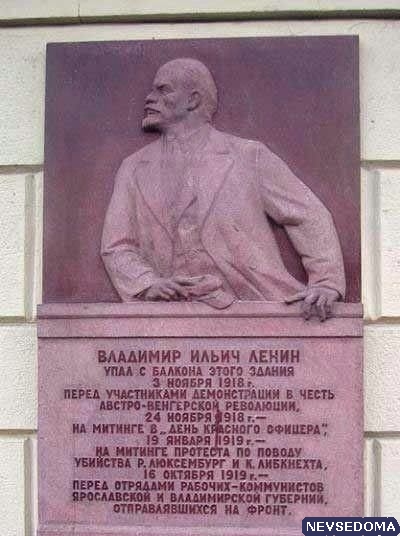 ВЛАДИМИР ИЛЬИЧ ЛЕНИН
УПАЛ С БАЛКОНА ЭТОГО ЗДАНИЯ
3 НОЯБРЯ 1918 г.
ПЕРЕД УЧАСТНИКАМИ ДЕМОНСТРАЦИИ В ЧЕСТЬ
АВСТРО-ВЕНГЕРСКОЙ РЕВОЛЮЦИИ,
24 НОЯБРЯ 1918 г.—
НА МИТИНГЕ В „ДЕНЬ КРАСНОГО ОФИЦЕРА”,
19 ЯНВАРЯ 1919 г.—
НА МИТИНГЕ ПРОТЕСТА ПО ПОВОДУ
УБИЙСТВА Р. ЛЮКСЕМБУРГ И К. ЛИБКНЕХТА,
16 ОКТЯБРЯ 1919 г.—
ПЕРЕД ОТРЯДАМИ РАБОЧИХ-КОММУНИСТОВ
ЯРОСЛАВСКОЙ И ВЛАДИМИРСКОЙ ГУБЕРНИЙ,
ОТПРАВЛЯВШИХСЯ НА ФРОНТ.
NEVSEDOMA